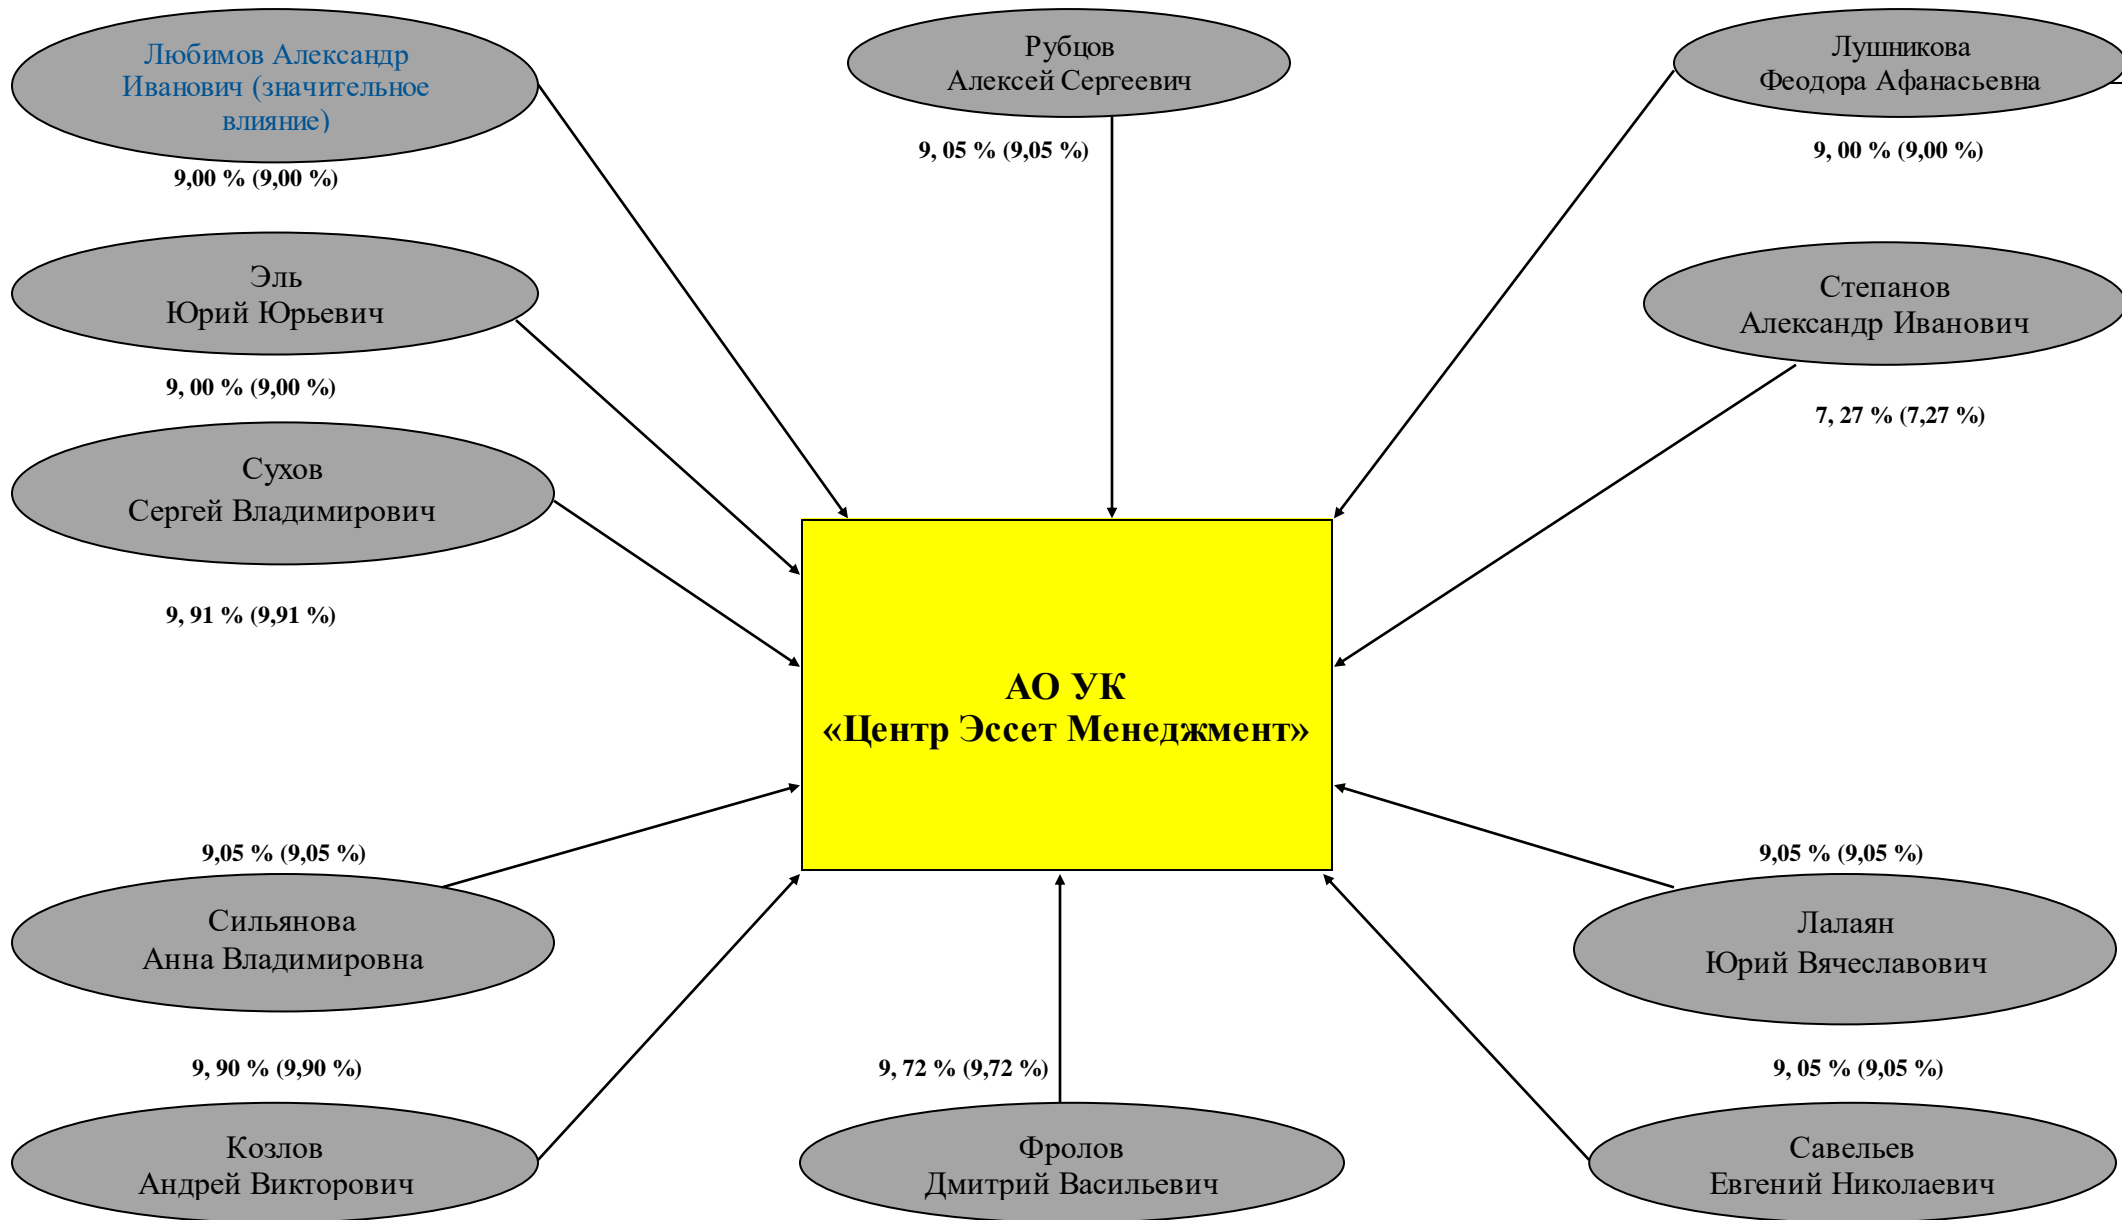 Любимов Александр
Иванович (значительное
влияние)
9,00 % (9,00 %)
Рубцов
Алексей Сергеевич
9, 05 % (9,05 %)
Лушникова
Феодора Афанасьевна
9, 00 % (9,00 %)
Эль
Юрий Юрьевич
9, 00 % (9,00 %)
Степанов
Александр Иванович
7, 27 % (7,27 %)
Сухов
Сергей Владимирович
9, 91 % (9,91 %)
АО УК
«Центр Эссет Менеджмент»
9,05 % (9,05 %)
Сильянова
Анна Владимировна
9,05 % (9,05 %)
Лалаян
Юрий Вячеславович
9, 90 % (9,90 %)
Козлов
Андрей Викторович
9, 72 % (9,72 %)
Фролов
Дмитрий Васильевич
9, 05 % (9,05 %)
Савельев
Евгений Николаевич